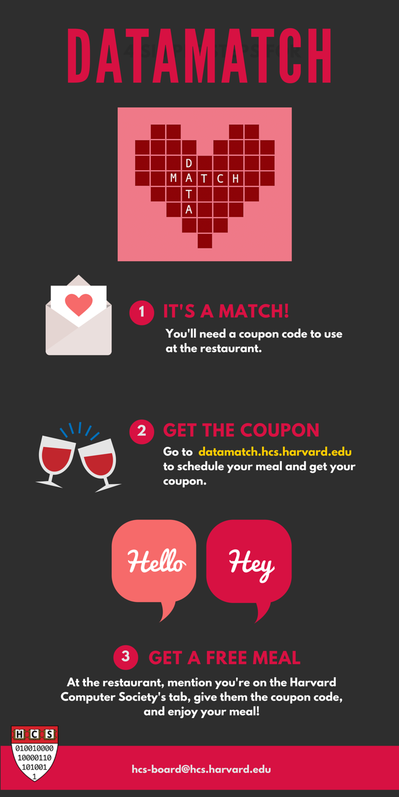 DATAMATCH
D
MATCH
T
A
1 IT'S A MATCH!
You'll need a coupon code to use
at the restaurant.
2 GET THE COUPON
Go to datamatch.hcs.harvard.edu
to schedule your meal and get your
coupon.
Hello Hey
3 GET A FREE MEAL
At the restaurant, mention you're on the Harvard
Computer Society's tab, give them the coupon code,
and enjoy your meal!
H C S
010010000
10000110
101001
1
hcs-board@hcs.harvard.edu